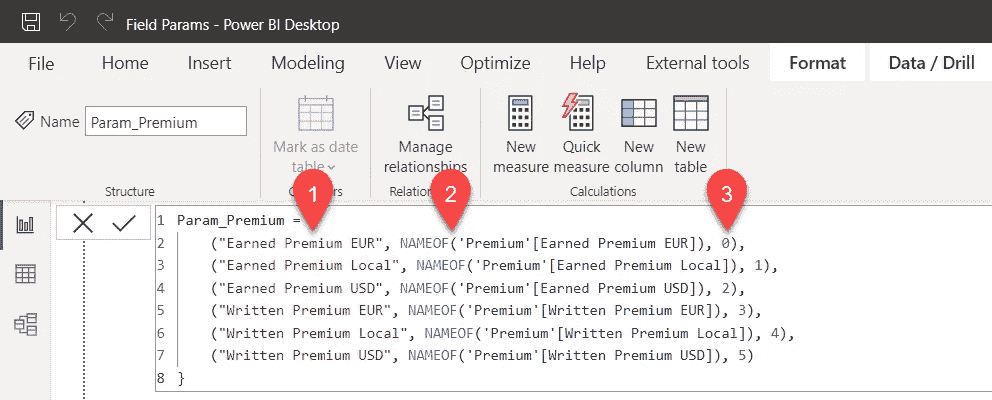 Field Params - Power BI Desktop
File Home Insert Modeling View Optimize Help External tools Format Data / Drill
Name Param_Premium
Mark as date table
Manage relationships
New measure
Quick measure
New column
New table
Structure Calculations
1 2 3
1 Param_Premium =
2 ("Earned Premium EUR", NAMEOF('Premium'[Earned Premium EUR]), 0),
3 ("Earned Premium Local", NAMEOF('Premium'[Earned Premium Local]), 1),
4 ("Earned Premium USD", NAMEOF('Premium'[Earned Premium USD]), 2),
5 ("Written Premium EUR", NAMEOF('Premium'[Written Premium EUR]), 3),
6 ("Written Premium Local", NAMEOF('Premium'[Written Premium Local]), 4),
7 ("Written Premium USD", NAMEOF('Premium'[Written Premium USD]), 5)
8 }